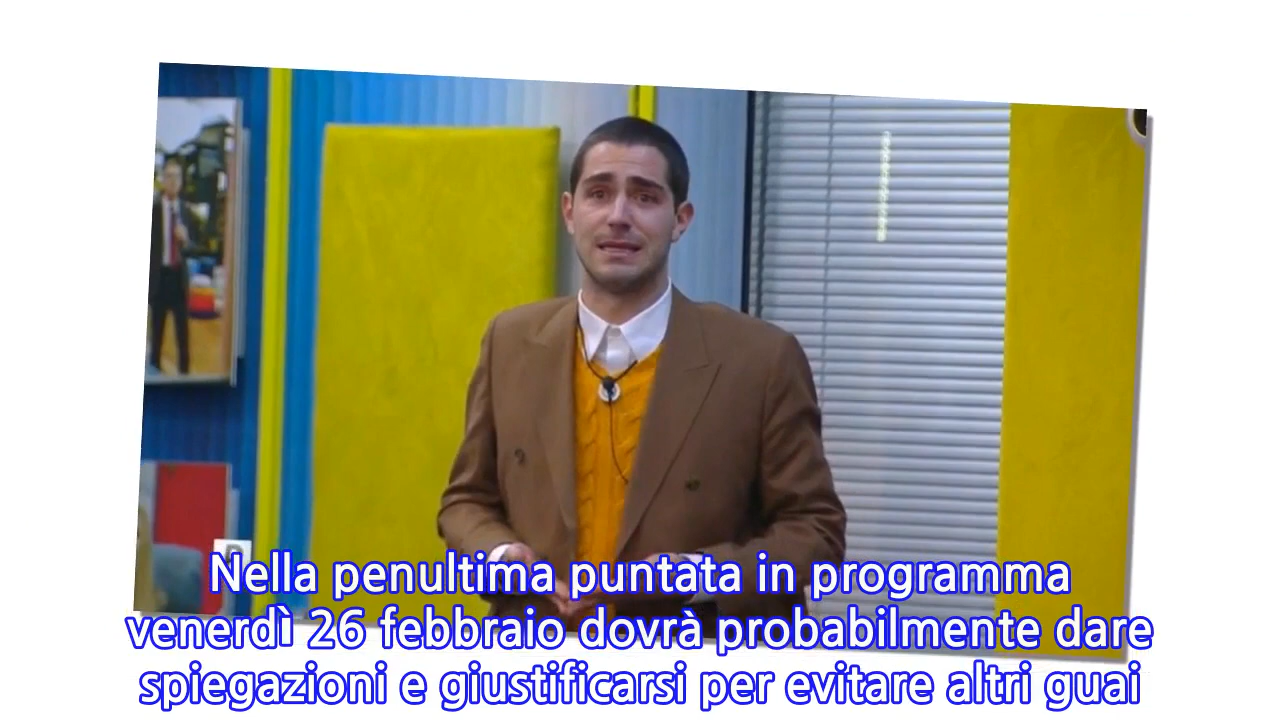 Nella penultima puntata in programma
venerdì 26 febbraio dovrà probabilmente dare
spiegazioni e giustificarsi per evitare altri guai